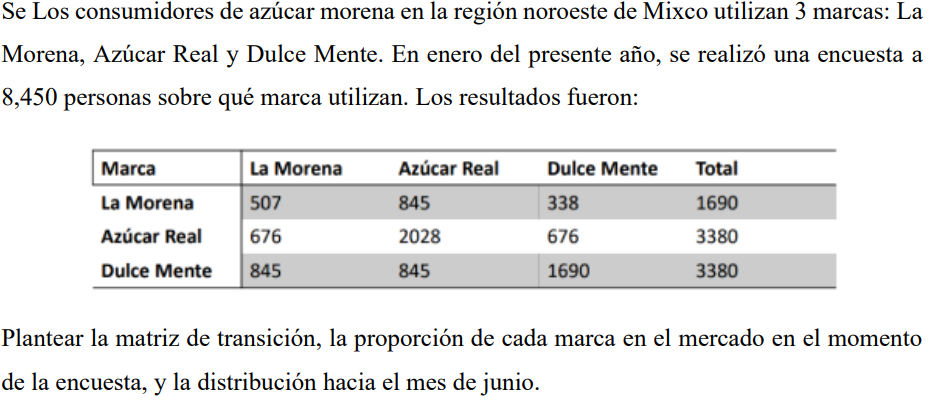 Se Los consumidores de azúcar morena en la región noroeste de Mixco utilizan 3 marcas: La
Morena, Azúcar Real y Dulce Mente. En enero del presente año, se realizó una encuesta a
8,450 personas sobre qué marca utilizan. Los resultados fueron:
Marca La Morena Azúcar Real Dulce Mente Total
La Morena 507 845 338 1690
Azúcar Real 676 2028 676 3380
Dulce Mente 845 845 1690 3380
Plantear la matriz de transición, la proporción de cada marca en el mercado en el momento
de la encuesta, y la distribución hacia el mes de junio.